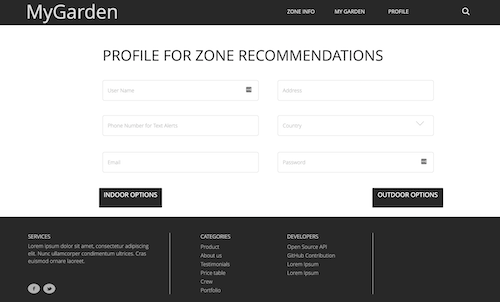 MyGarden
ZONE INFO MY GARDEN PROFILE
PROFILE FOR ZONE RECOMMENDATIONS
User Name
Address
Phone Number for Text Alerts
Country
Email
Password
INDOOR OPTIONS
OUTDOOR OPTIONS
SERVICES
Lorem ipsum dolor sit amet, consectetur adipiscing
elit. Nunc ullamcorper condimentum ultrices. Cras
euismod ornare laoreet.
CATEGORIES
Product
About us
Testimonials
Price table
Crew
Portfolio
DEVELOPERS
Open Source API
GitHub Contribution
Lorem ipsum
Lorem ipsum